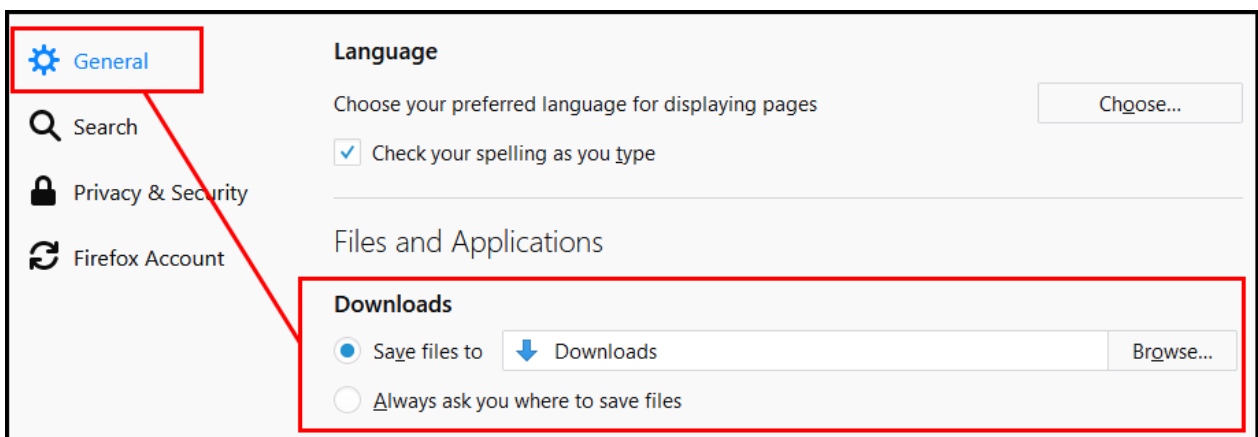 General
Search
Privacy & Security
Firefox Account
Language
Choose your preferred language for displaying pages
Choose...
Check your spelling as you type
Files and Applications
Downloads
Save files to
Downloads
Browse...
Always ask you where to save files